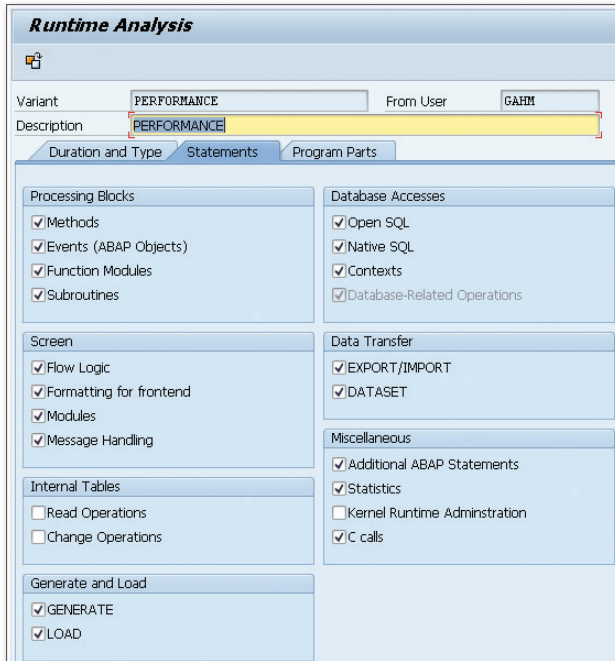 Runtime Analysis
Variant PERFORMANCE From User GAHM
Description PERFORMANCE
Duration and Type Statements Program Parts
Processing Blocks
Methods
Events (ABAP Objects)
Function Modules
Subroutines
Database Accesses
Open SQL
Native SQL
Contexts
Database-Related Operations
Screen
Flow Logic
Formatting for frontend
Modules
Message Handling
Data Transfer
EXPORT/IMPORT
DATASET
Internal Tables
Read Operations
Change Operations
Miscellaneous
Additional ABAP Statements
Statistics
Kernel Runtime Adminstration
C calls
Generate and Load
GENERATE
LOAD